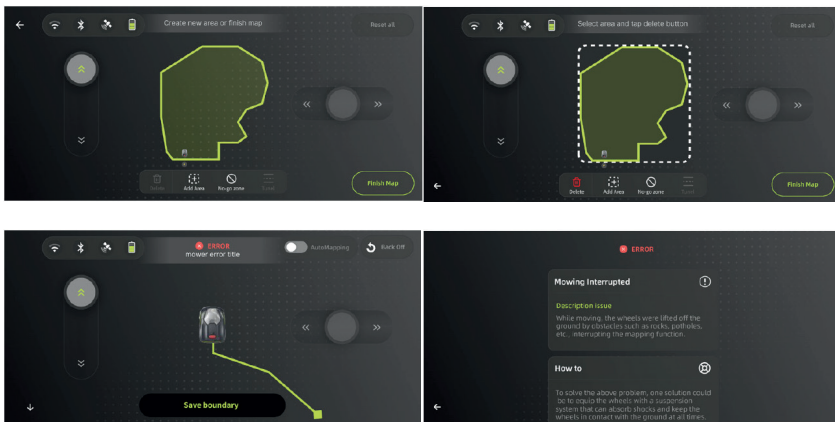 Create new area or finish map
Reset all
Delete
Add Area
No-go zone
Finish Map
Select area and tap delete button
Reset all
Delete
Add Area
No-go zone
Finish Map
ERROR
mower error title
AutoMapping
Back Off
Save boundary
ERROR
Mowing Interrupted
Description issue
While moving, the wheels were lifted off the
ground by obstacles such as rocks, potholes,
etc., interrupting the mapping function.
How to
To solve the above problem, one solution could
be to equip the wheels with a suspension
system that can absorb shocks and keep the
wheels in contact with the ground at all times.